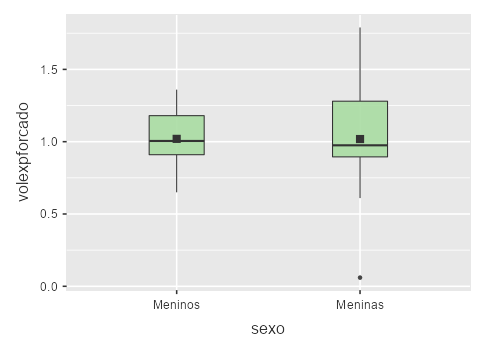 volexpforcado
1.5
1.0
0.5
0.0
Meninos
Meninas
sexo